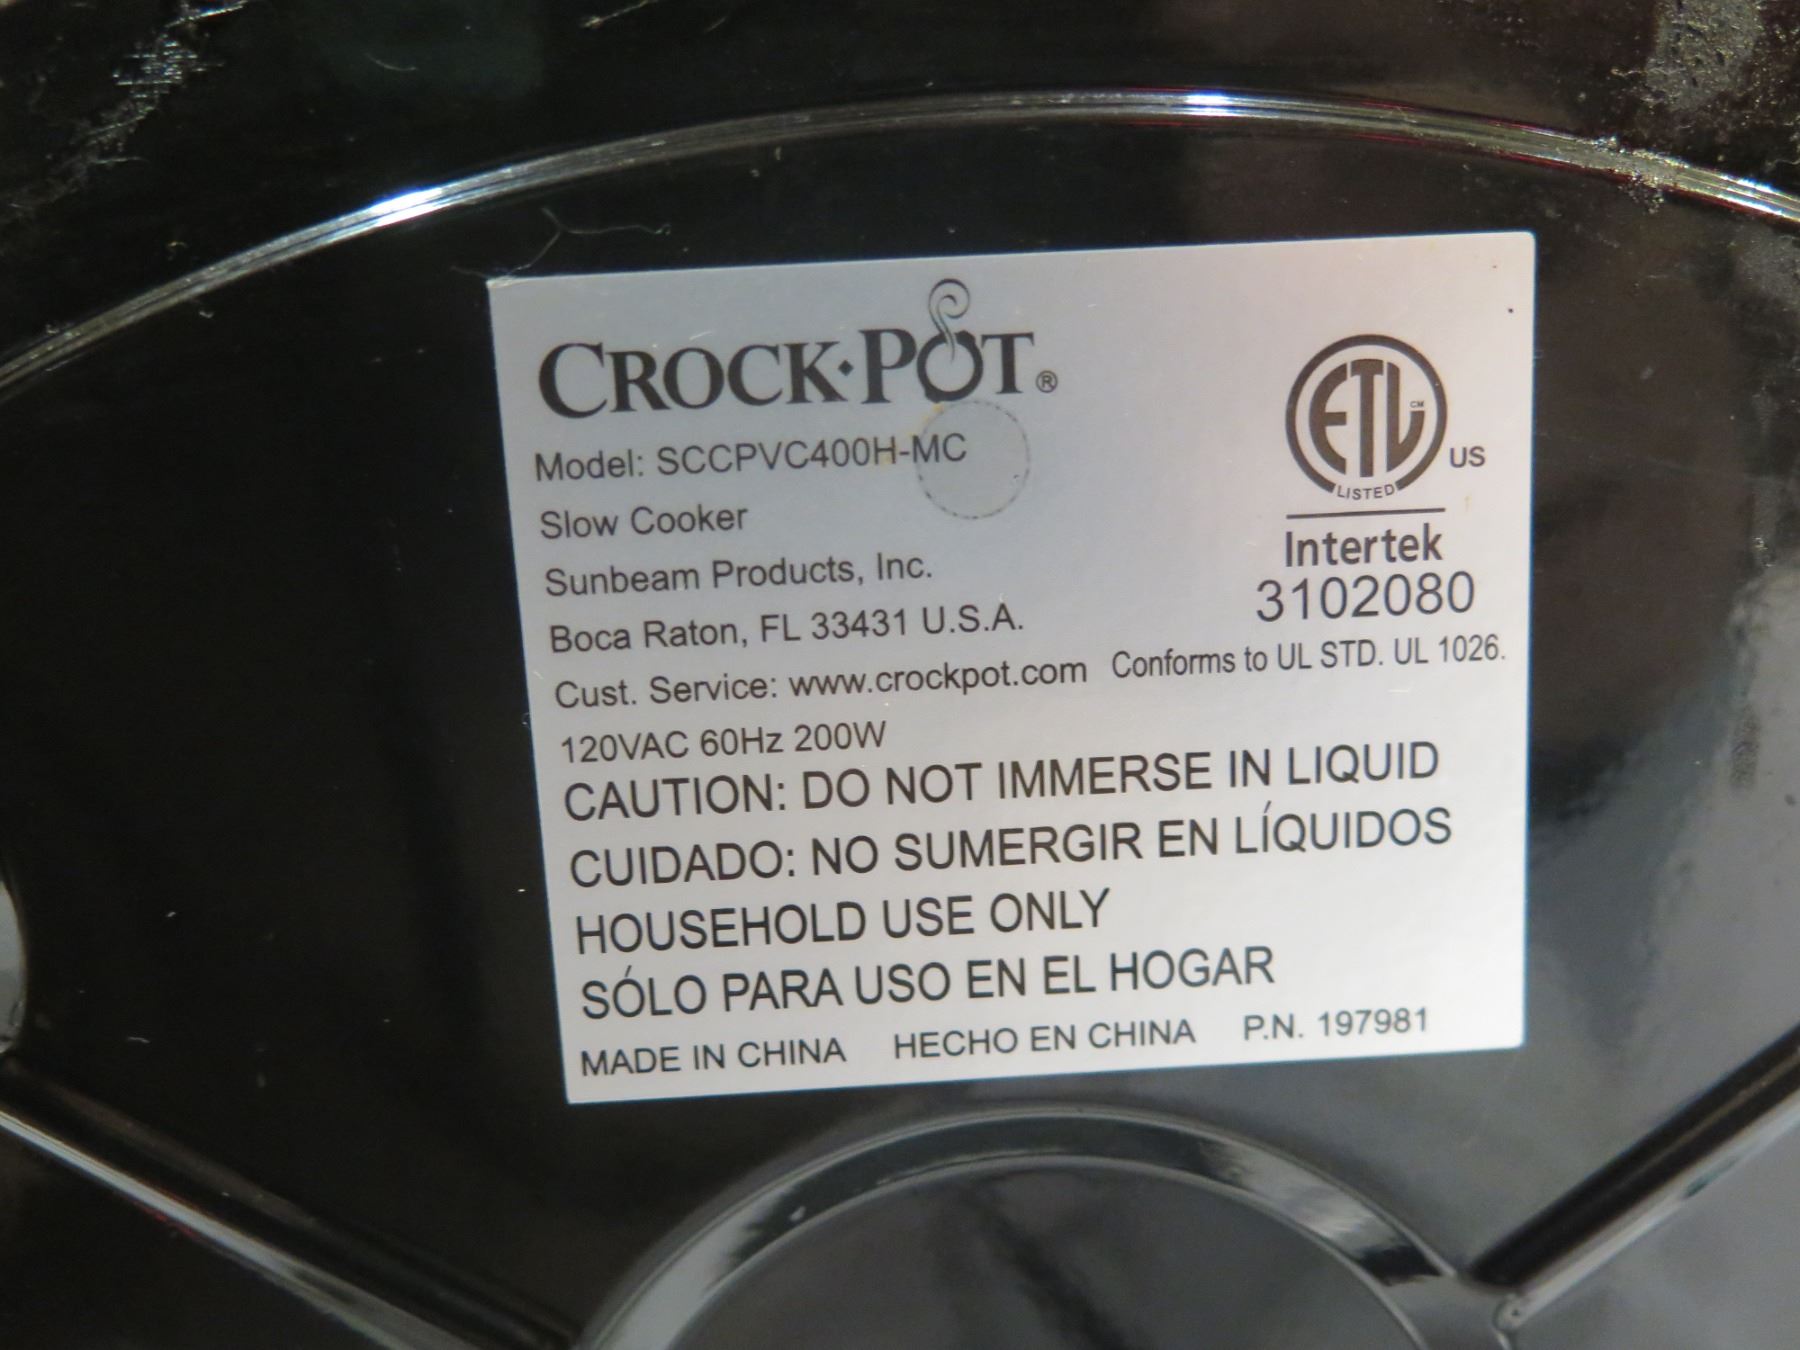 CROCK·POT®
Model: SCCPVC400H-MC
Slow Cooker
Sunbeam Products, Inc.
Boca Raton, FL 33431 U.S.A.
Cust. Service: www.crockpot.com
120VAC 60Hz 200W
ETL CM
LISTED
US
Intertek
3102080
Conforms to UL STD. UL 1026.
CAUTION: DO NOT IMMERSE IN LIQUID
CUIDADO: NO SUMERGIR EN LÍQUIDOS
HOUSEHOLD USE ONLY
SÓLO PARA USO EN EL HOGAR
MADE IN CHINA HECHO EN CHINA P.N. 197981